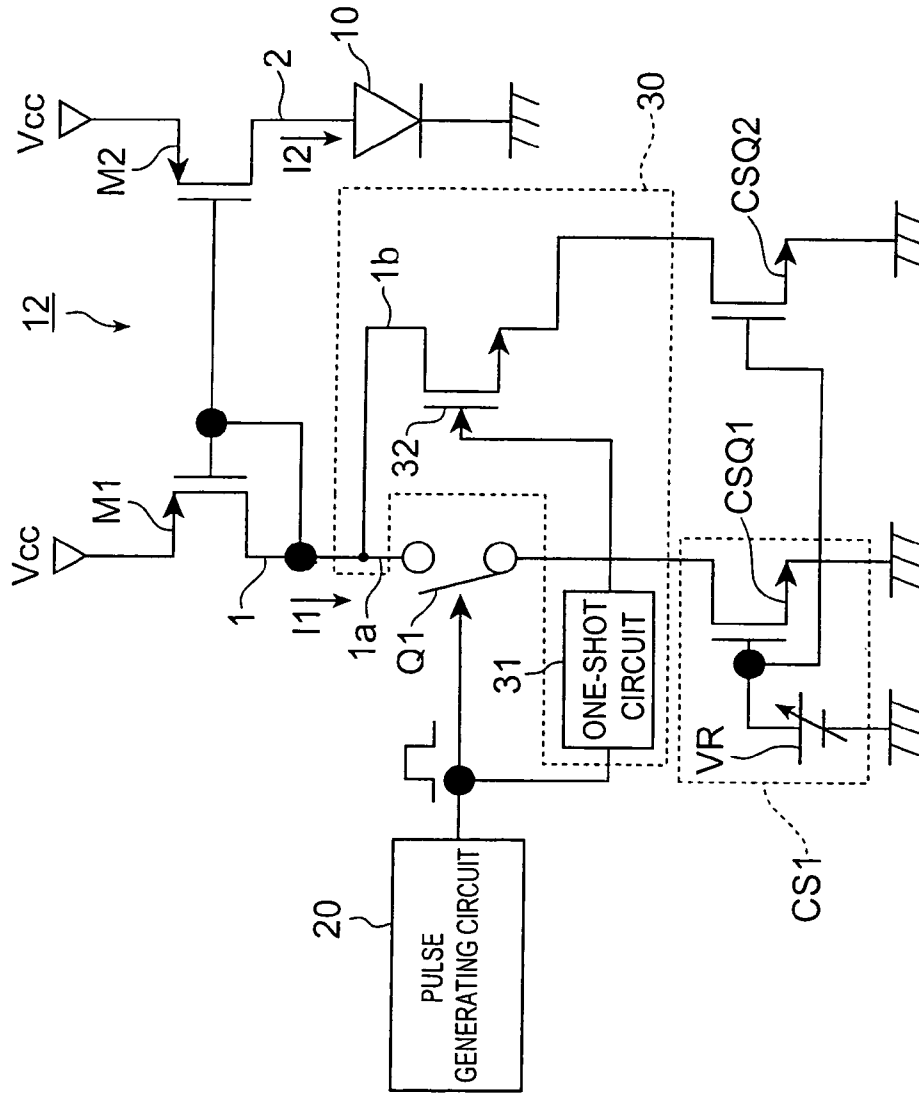 12
Vcc
Vcc
M1
M2
1
2
I1
I2
10
1a
1b
Q1
32
30
20
PULSE
GENERATING CIRCUIT
31
ONE-SHOT
CIRCUIT
VR
CSQ1
CSQ2
CS1